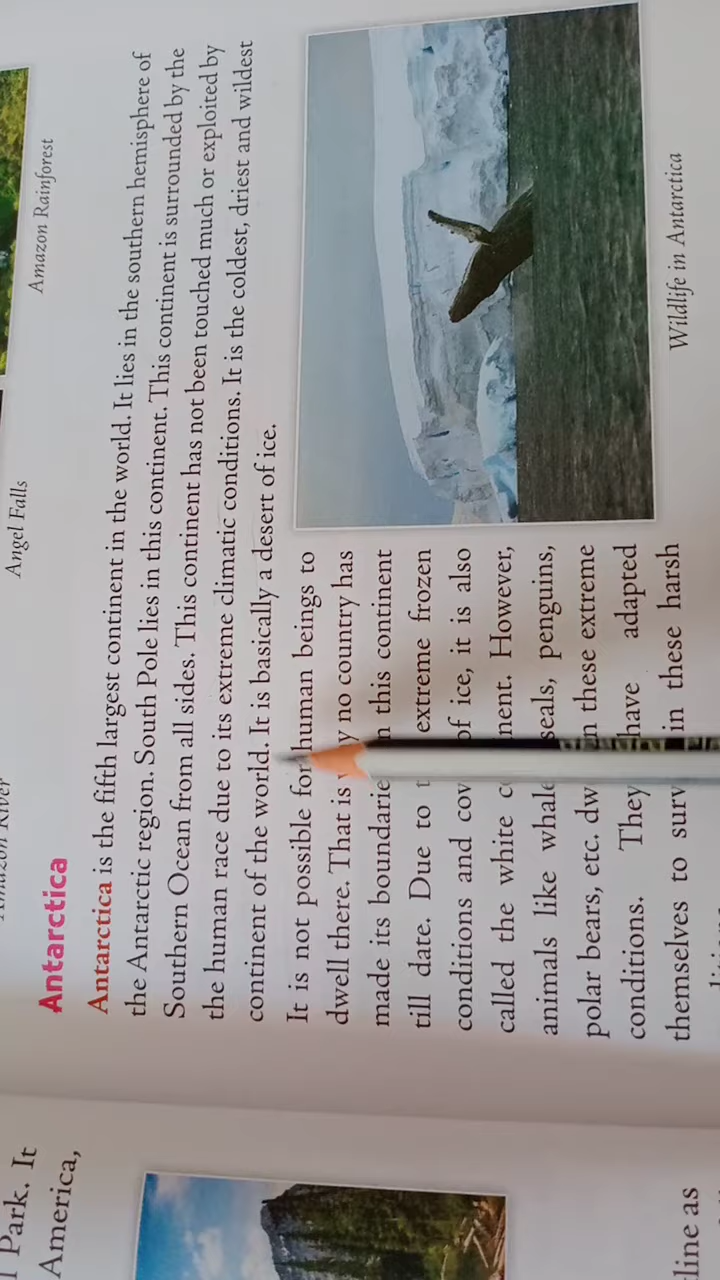 Park. It
America,
line as
Angel Falls
Amazon Rainforest
Antarctica
Antarctica is the fifth largest continent in the world. It lies in the southern hemisphere of
the Antarctic region. South Pole lies in this continent. This continent is surrounded by the
Southern Ocean from all sides. This continent has not been touched much or exploited by
the human race due to its extreme climatic conditions. It is the coldest, driest and wildest
continent of the world. It is basically a desert of ice.
It is not possible for human beings to
dwell there. That is y no country has
made its boundarie n this continent
till date. Due to t extreme frozen
conditions and cov of ice, it is also
called the white c nent. However,
animals like whale seals, penguins,
polar bears, etc. dw n these extreme
conditions. They have adapted
themselves to surv in these harsh
Wildlife in Antarctica